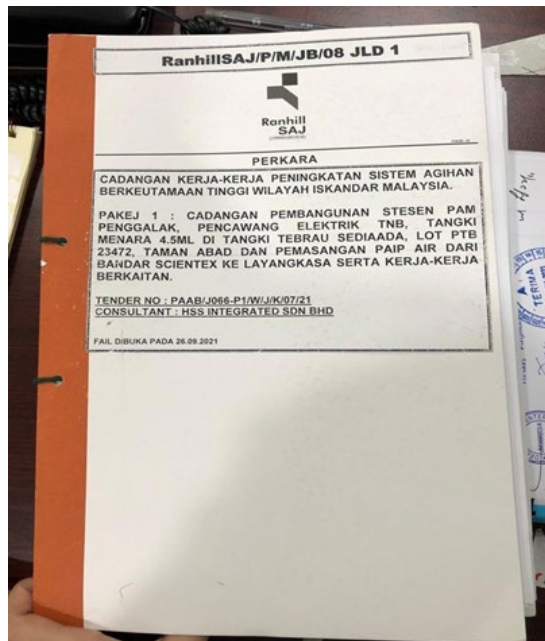 RanhillSAJ/P/M/JB/08 JLD 1
Ranhill
SAJ
PERKARA
CADANGAN KERJA-KERJA PENINGKATAN SISTEM AGIHAN
BERKEUTAMAAN TINGGI WILAYAH ISKANDAR MALAYSIA.
PAKEJ 1 : CADANGAN PEMBANGUNAN STESEN PAM
PENGGALAK, PENCAWANG ELEKTRIK TNB, TANGKI
MENARA 4.5ML DI TANGKI TEBRAU SEDIAADA, LOT PTB
23472, TAMAN ABAD DAN PEMASANGAN PAIP AIR DARI
BANDAR SCIENTEX KE LAYANGKASA SERTA KERJA-KERJA
BERKAITAN.
TENDER NO : PAAB/J066-P1/W/J/K/07/21
CONSULTANT : HSS INTEGRATED SDN BHD
FAIL DIBUKA PADA 26.09.2021
TERIMA